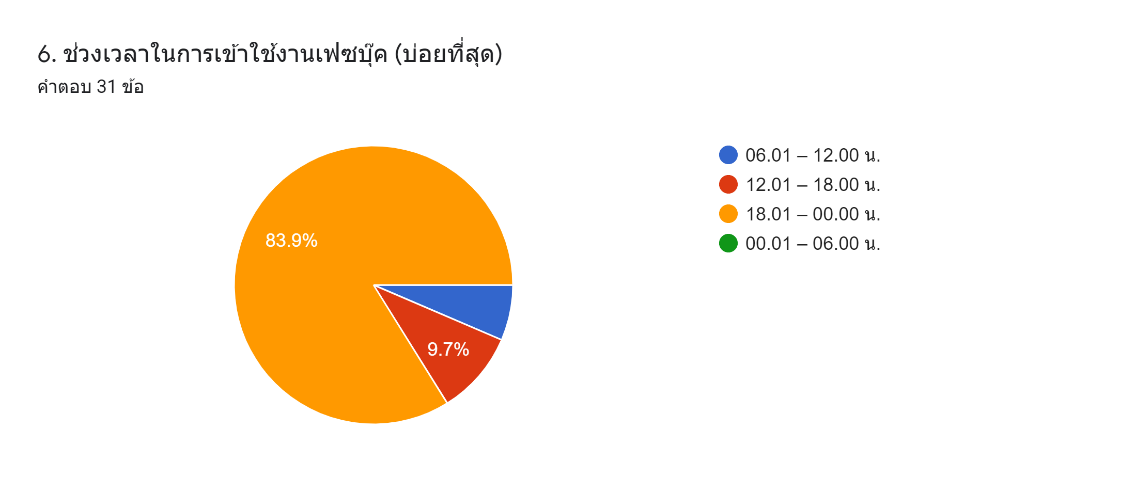 6. ช่วงเวลาในการเข้าใช้งานเฟซบุ๊ค (บ่อยที่สุด)
คำตอบ 31 ข้อ
83.9%
9.7%
06.01 – 12.00 น.
12.01 – 18.00 น.
18.01 – 00.00 น.
00.01 – 06.00 น.